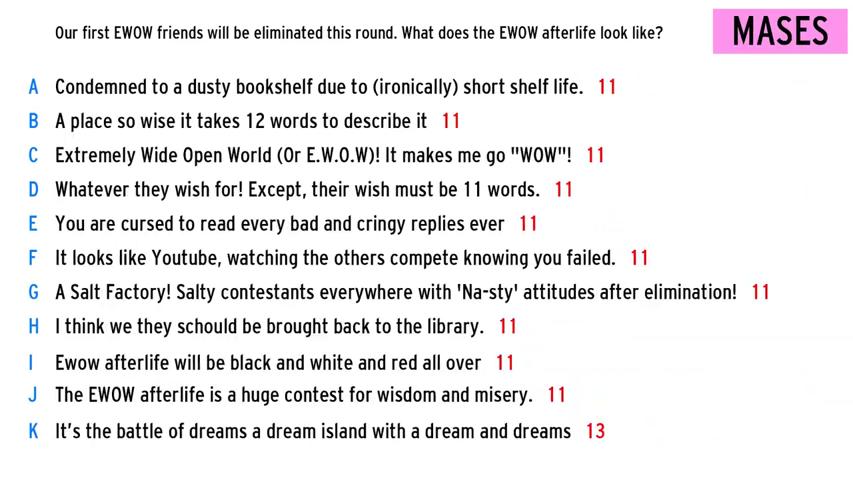 Our first EWOW friends will be eliminated this round. What does the EWOW afterlife look like?
MASES
A Condemned to a dusty bookshelf due to (ironically) short shelf life. 11
B A place so wise it takes 12 words to describe it 11
C Extremely Wide Open World (Or E.W.O.W)! It makes me go "WOW"! 11
D Whatever they wish for! Except, their wish must be 11 words. 11
E You are cursed to read every bad and cringy replies ever 11
F It looks like Youtube, watching the others compete knowing you failed. 11
G A Salt Factory! Salty contestants everywhere with 'Na-sty' attitudes after elimination! 11
H I think we they schould be brought back to the library. 11
I Ewow afterlife will be black and white and red all over 11
J The EWOW afterlife is a huge contest for wisdom and misery. 11
K It's the battle of dreams a dream island with a dream and dreams 13